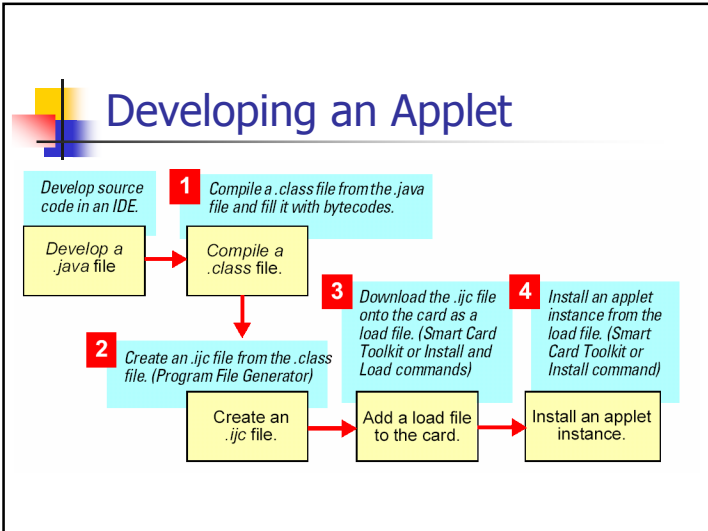 Developing an Applet
Develop source
code in an IDE.
Develop a
.java file
1
Compile a .class file from the .java
file and fill it with bytecodes.
Compile a
.class file.
2
Create an .ijc file from the .class
file. (Program File Generator)
Create an
.ijc file.
3
Download the .ijc file
onto the card as a
load file. (Smart Card
Toolkit or Install and
Load commands)
Add a load file
to the card.
4
Install an applet
instance from the
load file. (Smart
Card Toolkit or
Install command)
Install an applet
instance.